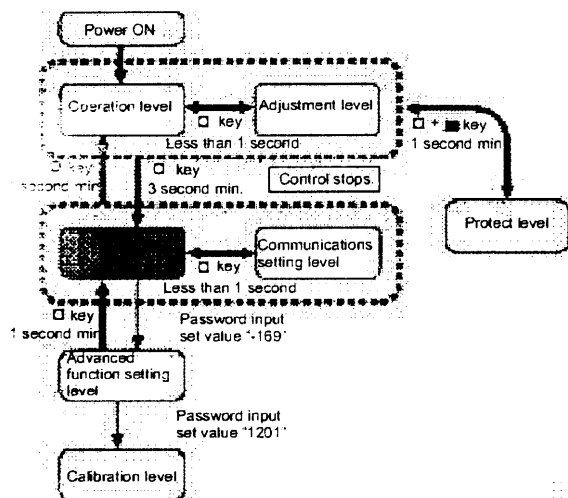 Power ON
Operation level
key
Adjustment level
Less than 1 second
+ key
1 second min
key
second min
key
3 second min.
Control stops.
Protect level
key
Communications
setting level
Less than 1 second
key
1 second min
Password input
set value "-169"
Advanced
function setting
level
Password input
set value "1201"
Calibration level